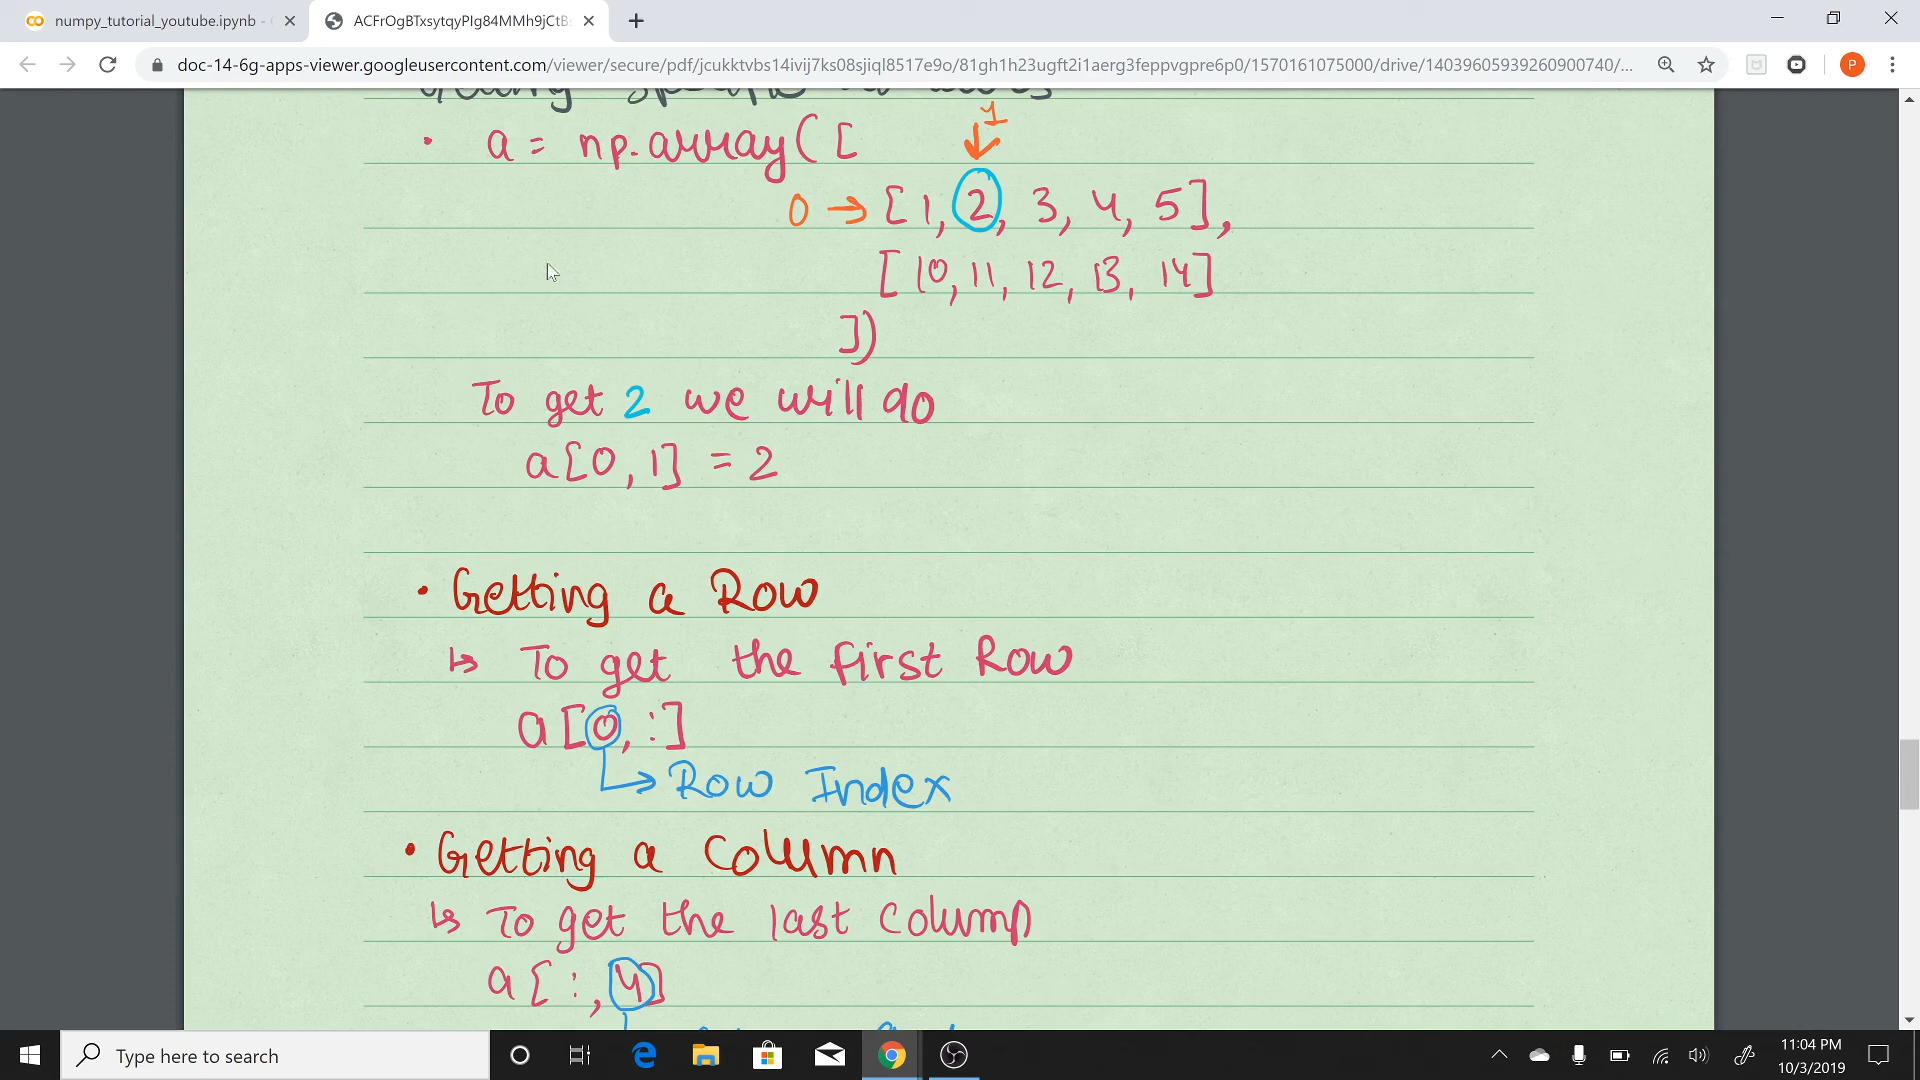 numpy_tutorial_youtube.ipynb -
ACFrOgBTxsytqyPIg84MMh9jCtB
doc-14-6g-apps-viewer.googleusercontent.com/viewer/secure/pdf/jcukktvbs14ivij7ks08sjiql8517e9o/81gh1h23ugft2i1aerg3feppvgpre6p0/1570161075000/drive/14039605939260900740/...
P
• a = np.array([
1
0 → [1, 2, 3, 4, 5],
[10, 11, 12, 13, 14]
])
To get 2 we will do
a[0, 1] = 2
• Getting a Row
↳ To get the first Row
a[0, :]
↳ Row Index
• Getting a Column
↳ To get the last column
a[:, 4]
Type here to search
11:04 PM
10/3/2019